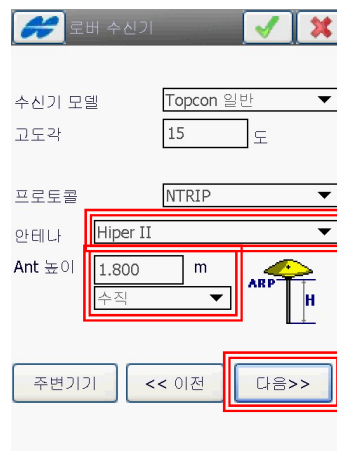 로버 수신기
수신기 모델 Topcon 일반
고도각 15 도
프로토콜 NTRIP
안테나 Hiper II
Ant 높이 1.800 m
수직
ARP
H
주변기기 << 이전 다음>>